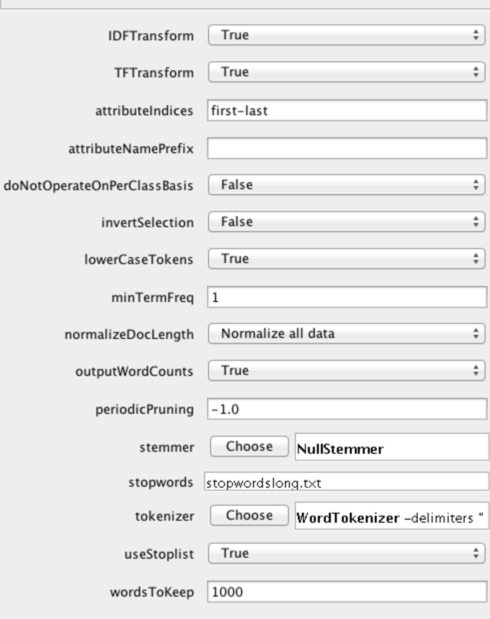 IDFTransform True
TFTransform True
attributeIndices first-last
attributeNamePrefix
doNotOperateOnPerClassBasis False
invertSelection False
lowerCaseTokens True
minTermFreq 1
normalizeDocLength Normalize all data
outputWordCounts True
periodicPruning -1.0
stemmer Choose NullStemmer
stopwords stopwordslong.txt
tokenizer Choose WordTokenizer -delimiters "
useStoplist True
wordsToKeep 1000